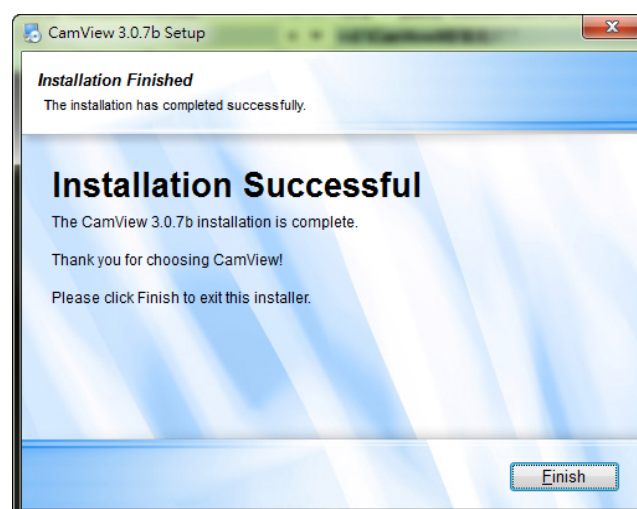 CamView 3.0.7b Setup
Installation Finished
The installation has completed successfully.
Installation Successful
The CamView 3.0.7b installation is complete.
Thank you for choosing CamView!
Please click Finish to exit this installer.
Finish